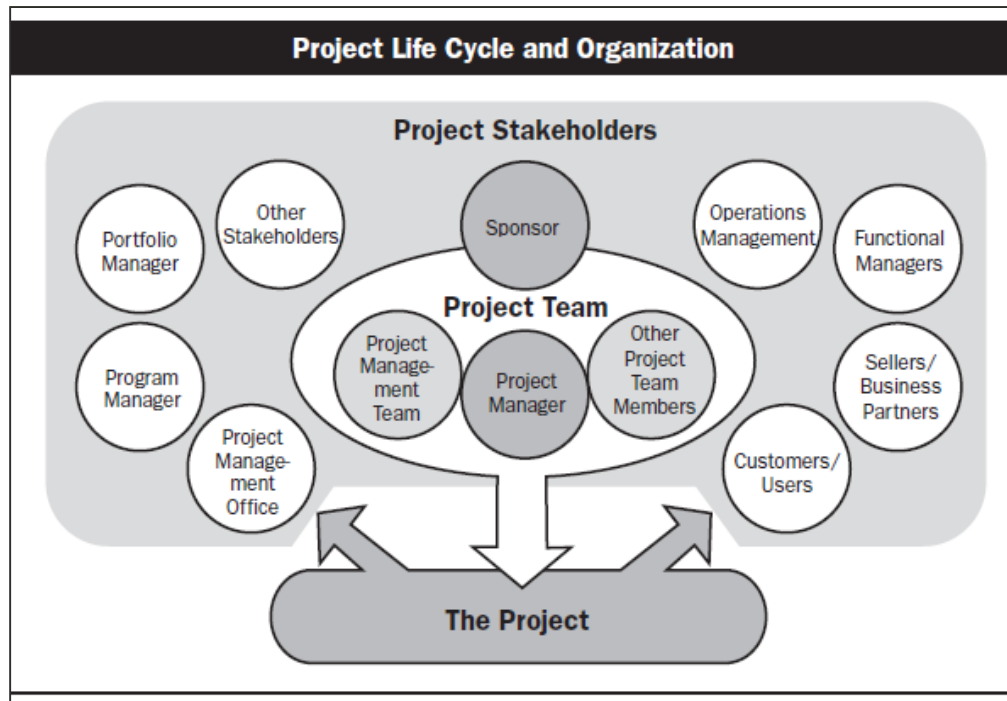 Project Life Cycle and Organization
Project Stakeholders
Portfolio
Manager
Other
Stakeholders
Sponsor
Operations
Management
Functional
Managers
Project Team
Program
Manager
Project
Manage-
ment
Team
Project
Manager
Other
Project
Team
Members
Sellers/
Business
Partners
Project
Manage-
ment
Office
Customers/
Users
The Project